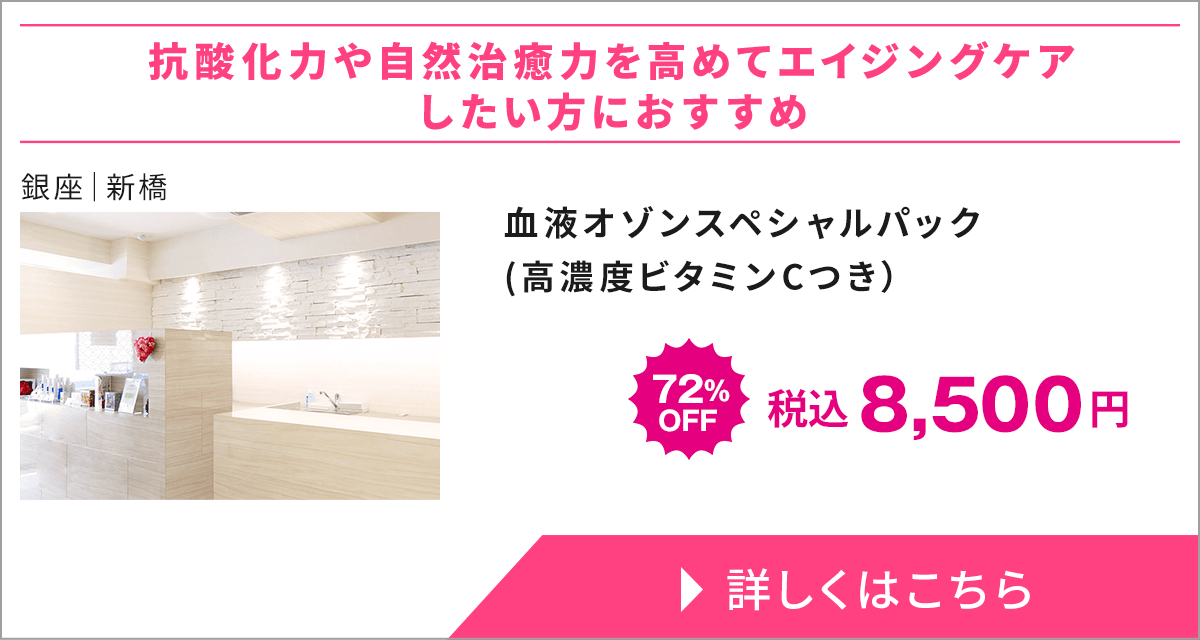 抗酸化力や自然治癒力を高めてエイジングケア
したい方におすすめ
銀座|新橋
血液オゾンスペシャルパック
(高濃度ビタミンCつき)
72%
OFF
税込 8,500円
詳しくはこちら